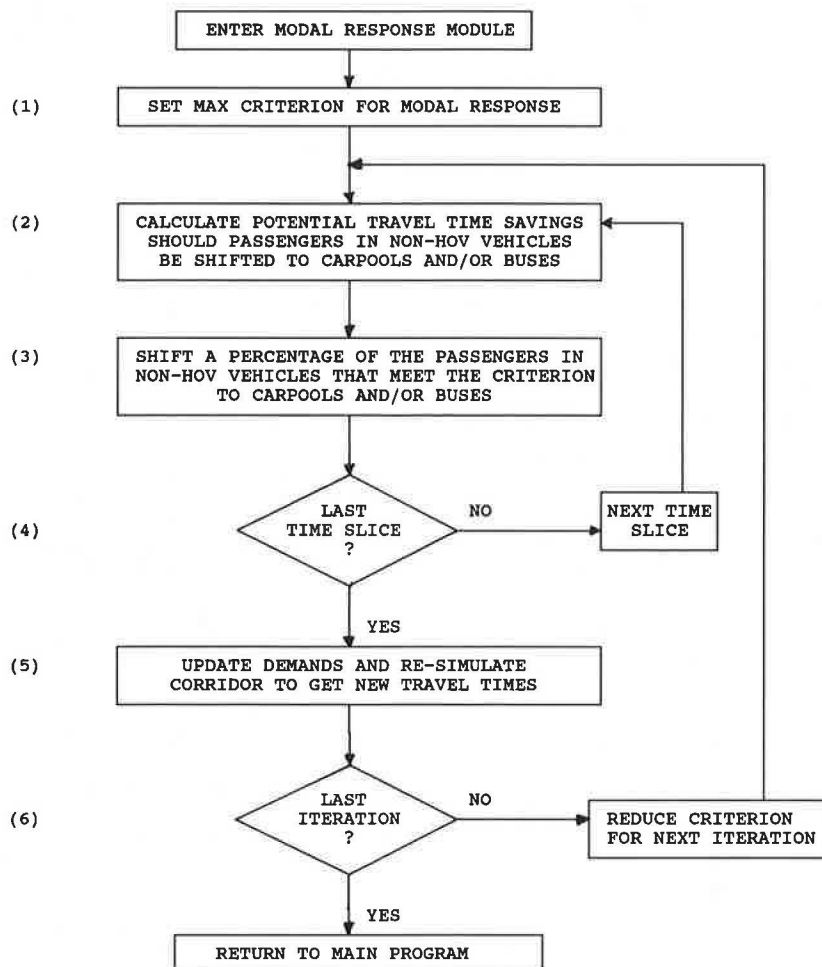 ENTER MODAL RESPONSE MODULE
(1)
SET MAX CRITERION FOR MODAL RESPONSE
(2)
CALCULATE POTENTIAL TRAVEL TIME SAVINGS
SHOULD PASSENGERS IN NON-HOV VEHICLES
BE SHIFTED TO CARPOOLS AND/OR BUSES
(3)
SHIFT A PERCENTAGE OF THE PASSENGERS IN
NON-HOV VEHICLES THAT MEET THE CRITERION
TO CARPOOLS AND/OR BUSES
(4)
LAST
TIME SLICE
?
NO
NEXT TIME
SLICE
YES
(5)
UPDATE DEMANDS AND RE-SIMULATE
CORRIDOR TO GET NEW TRAVEL TIMES
(6)
LAST
ITERATION
?
NO
REDUCE CRITERION
FOR NEXT ITERATION
YES
RETURN TO MAIN PROGRAM